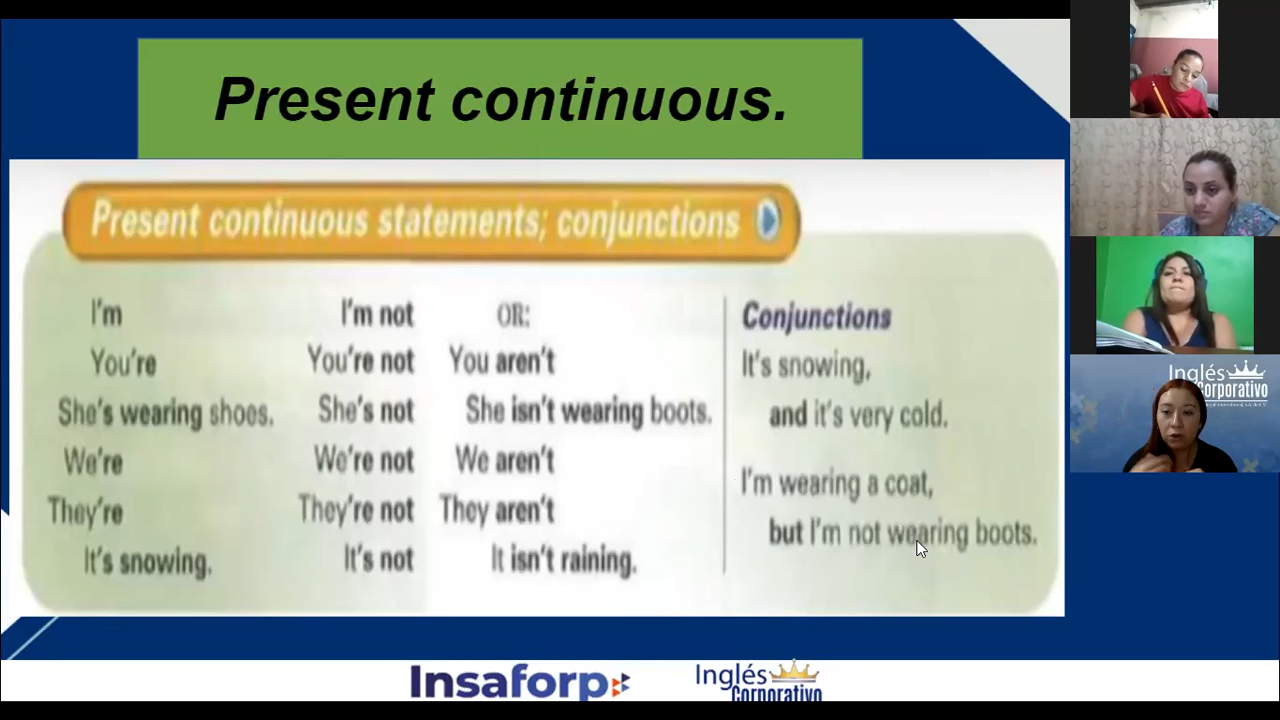 Present continuous.
Present continuous statements; conjunctions
I'm I'm not OR:
You're You're not You aren't
She's wearing shoes. She's not She isn't wearing boots.
We're We're not We aren't
They're They're not They aren't
It's snowing. It's not It isn't raining.
Conjunctions
It's snowing,
and it's very cold.
I'm wearing a coat,
but I'm not wearing boots.
Inglés
Corporativo
Insaforp
Inglés
Corporativo